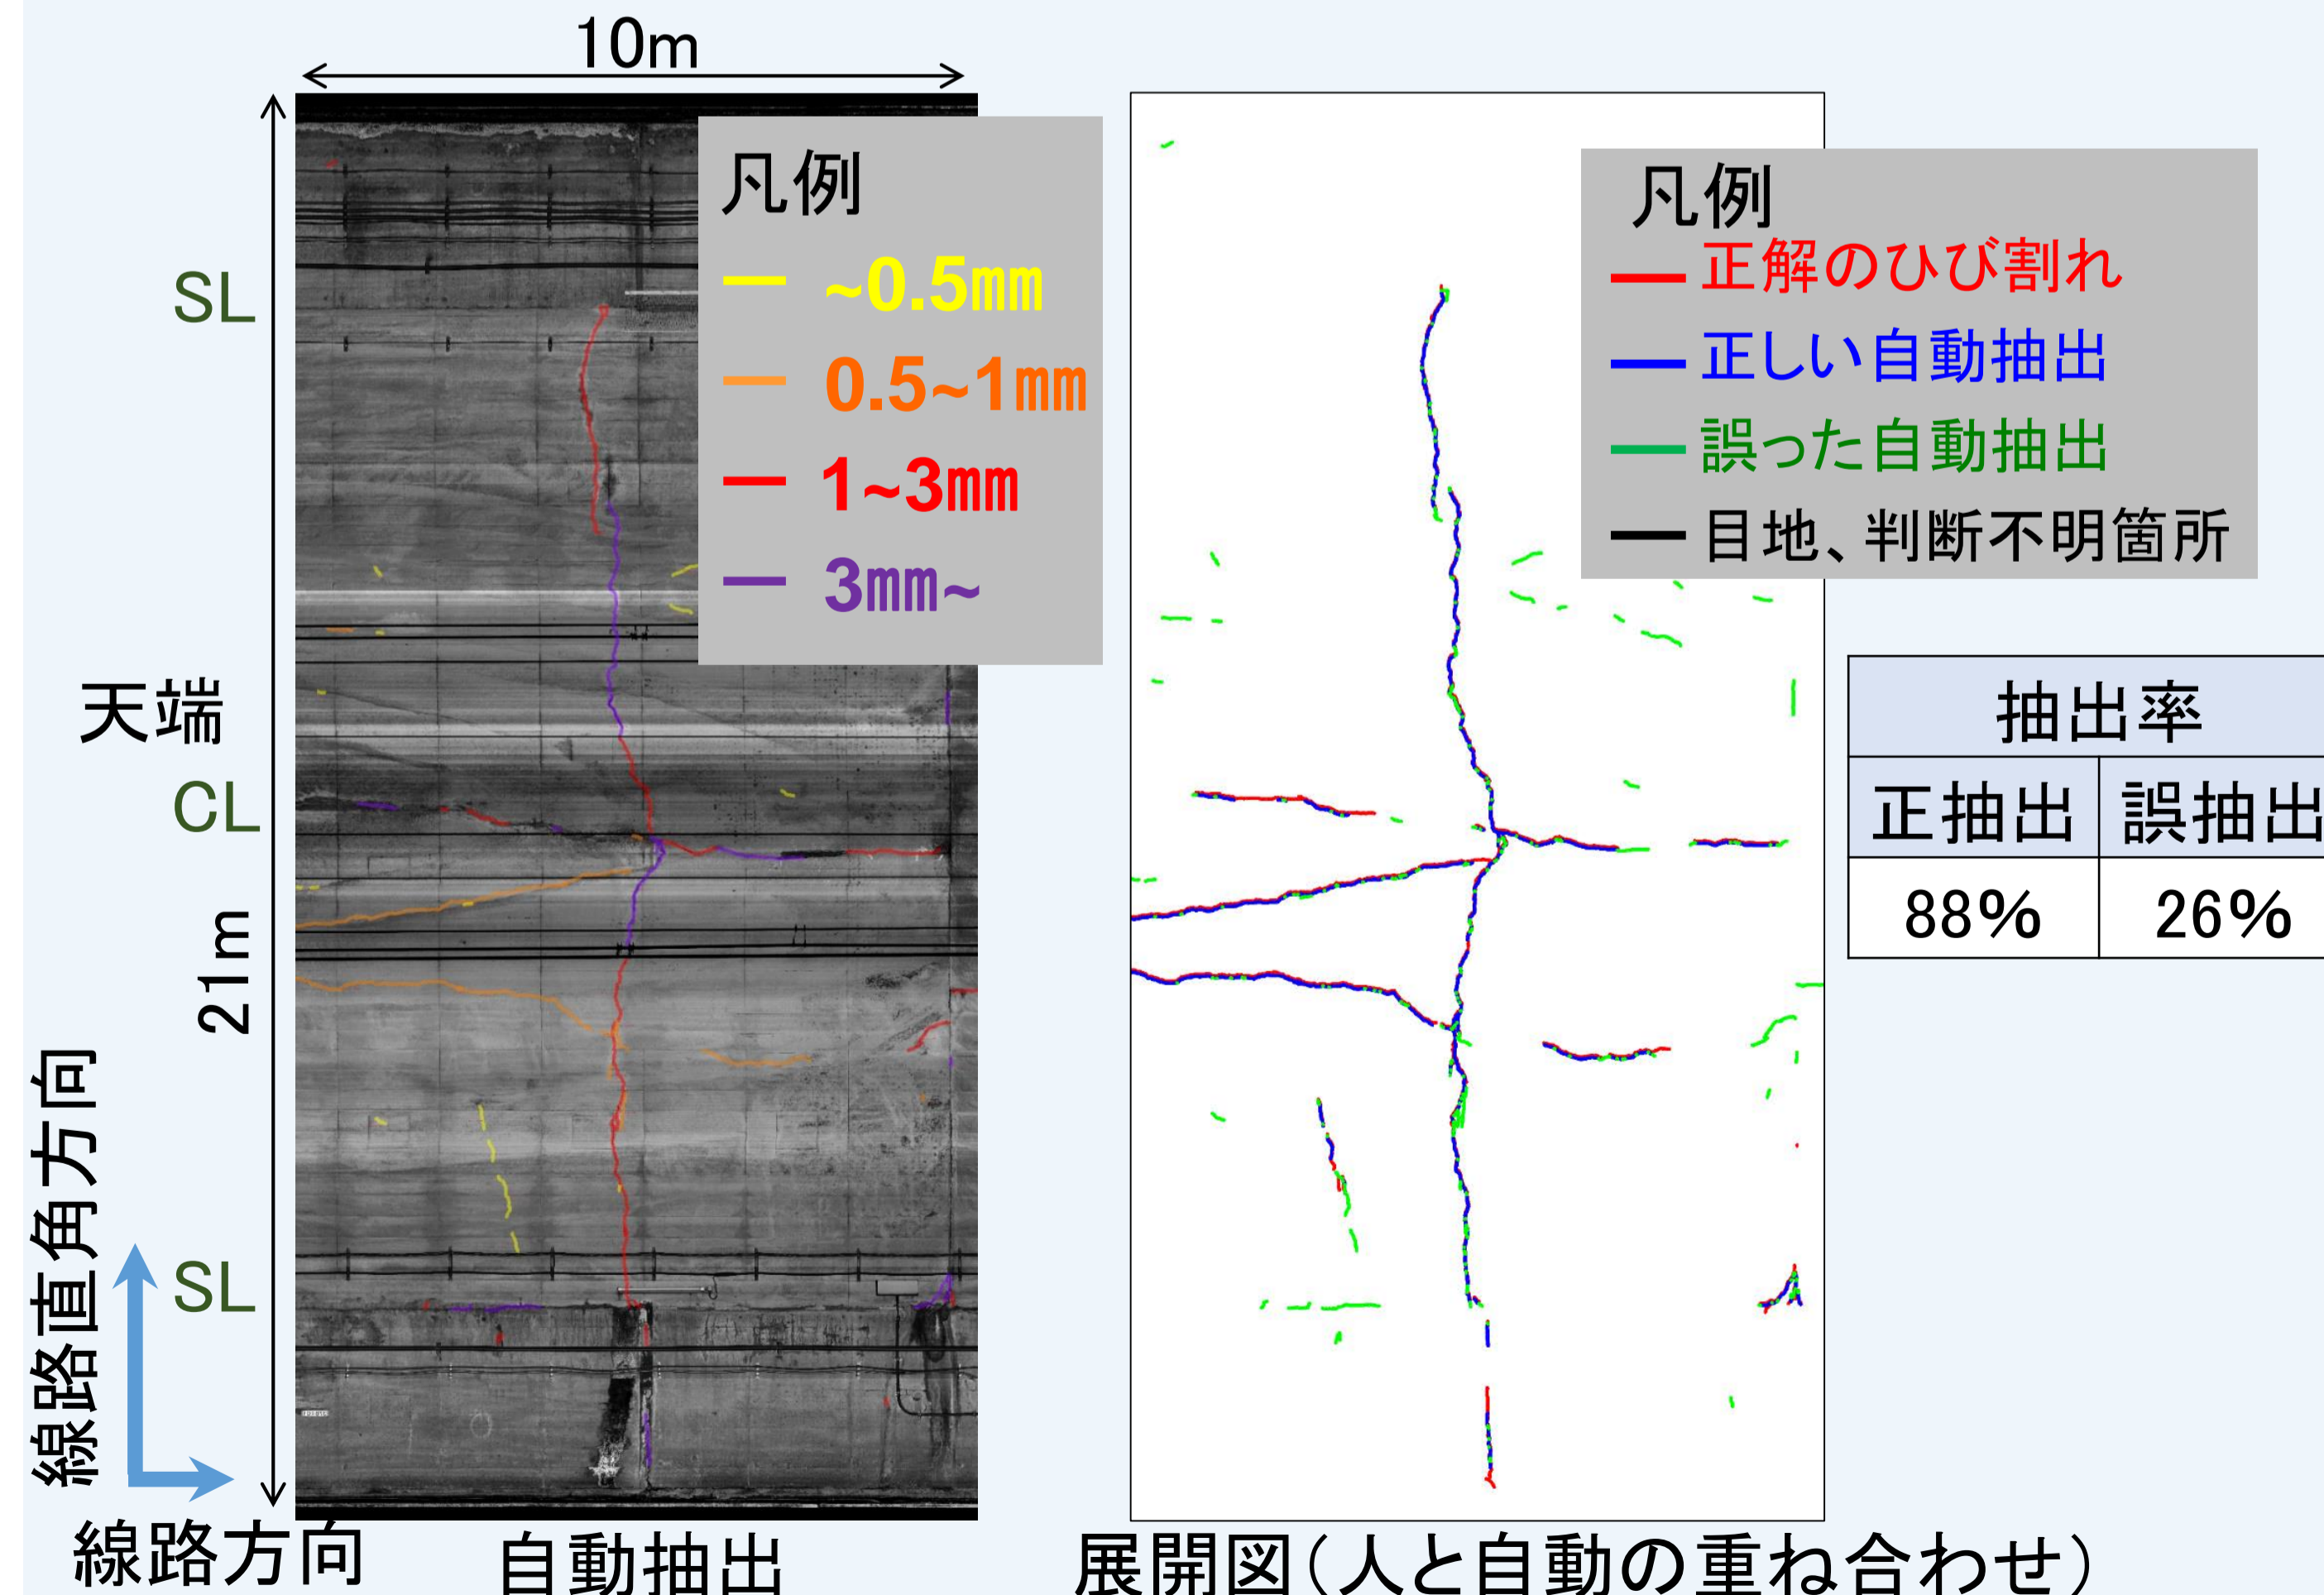 10m
凡例
~0.5mm
0.5~1mm
1~3mm
3mm~
SL
天端
CL
21m
線路直角方向
SL
線路方向
自動抽出
凡例
正解のひび割れ
正しい自動抽出
誤った自動抽出
目地、判断不明箇所
抽出率
正抽出 誤抽出
88% 26%
展開図(人と自動の重ね合わせ)